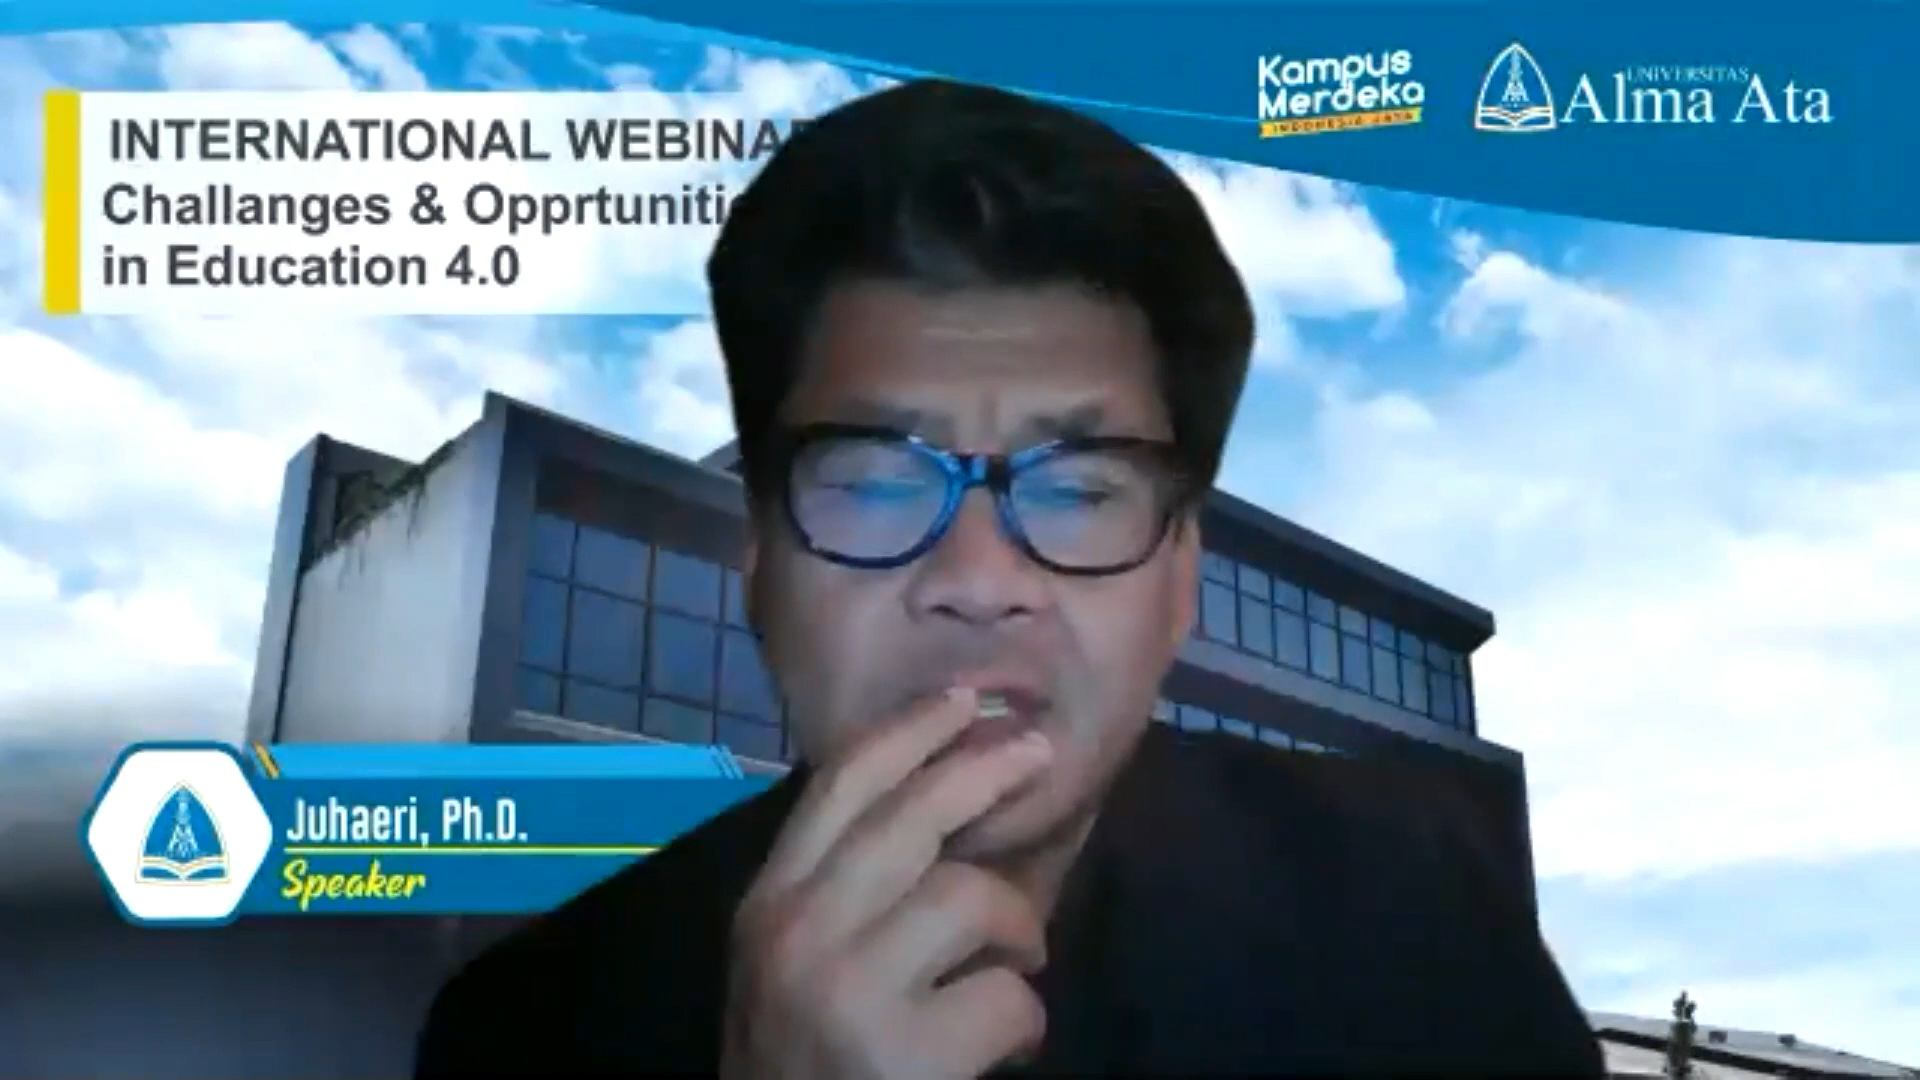 INTERNATIONAL WEBINA
Challanges & Opprtuniti
in Education 4.0
Kampus
Merdeka
INDONESIA JAYA
UNIVERSITAS
Alma Ata
Juhaeri, Ph.D.
Speaker